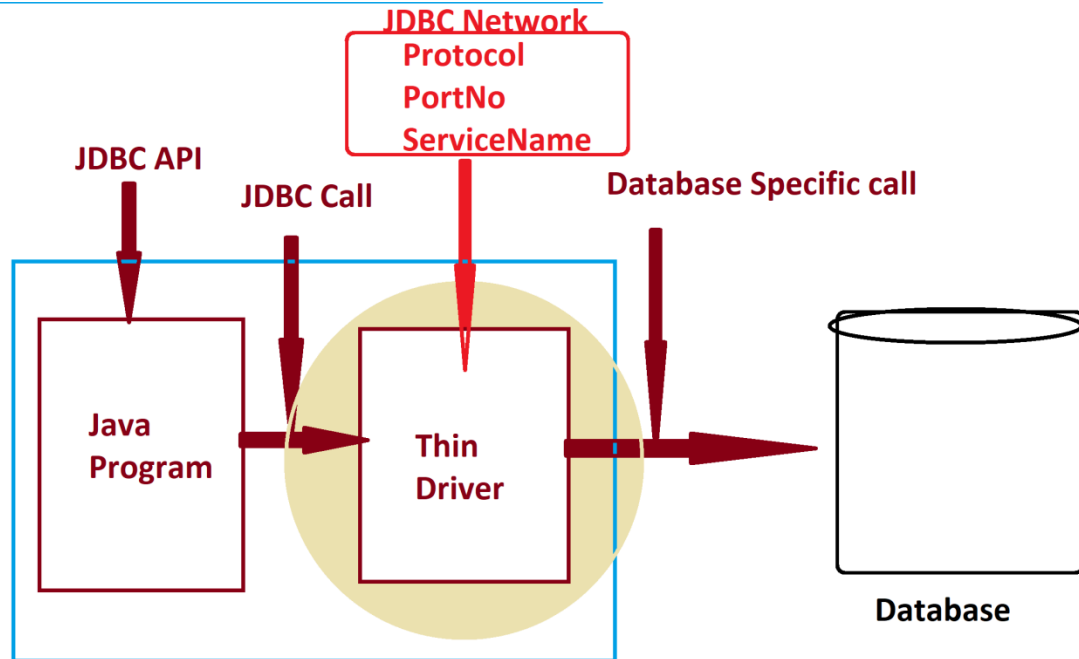 JDBC Network
Protocol
PortNo
ServiceName
JDBC API
JDBC Call
Database Specific call
Java
Program
Thin
Driver
Database